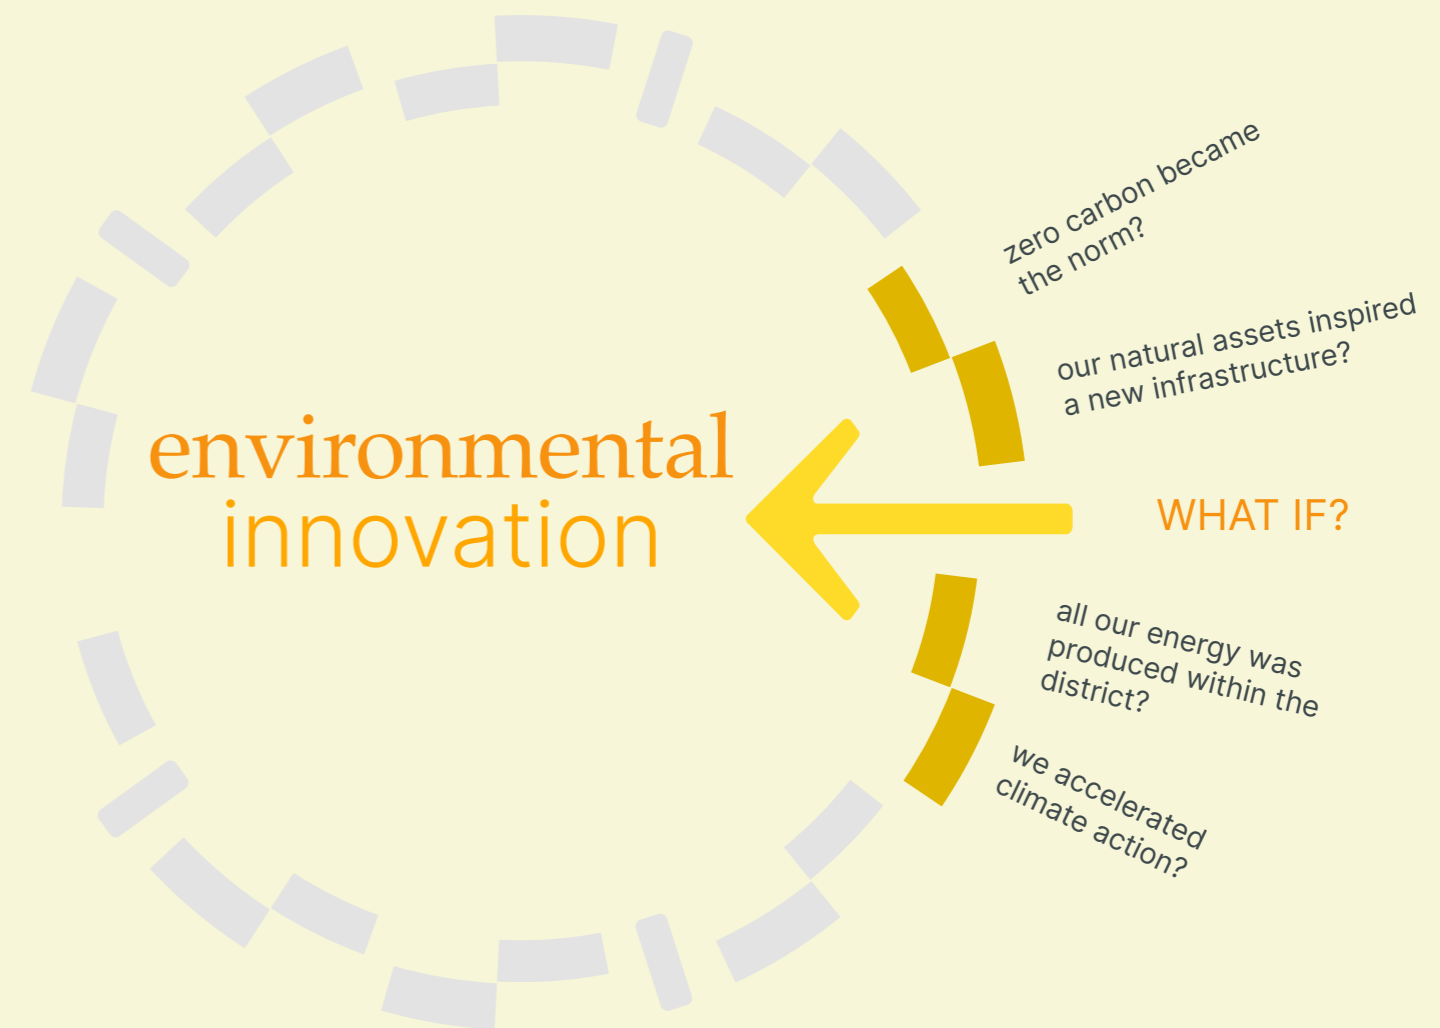 environmental
innovation
WHAT IF?
zero carbon became
the norm?
our natural assets inspired
a new infrastructure?
all our energy was
produced within the
district?
we accelerated
climate action?